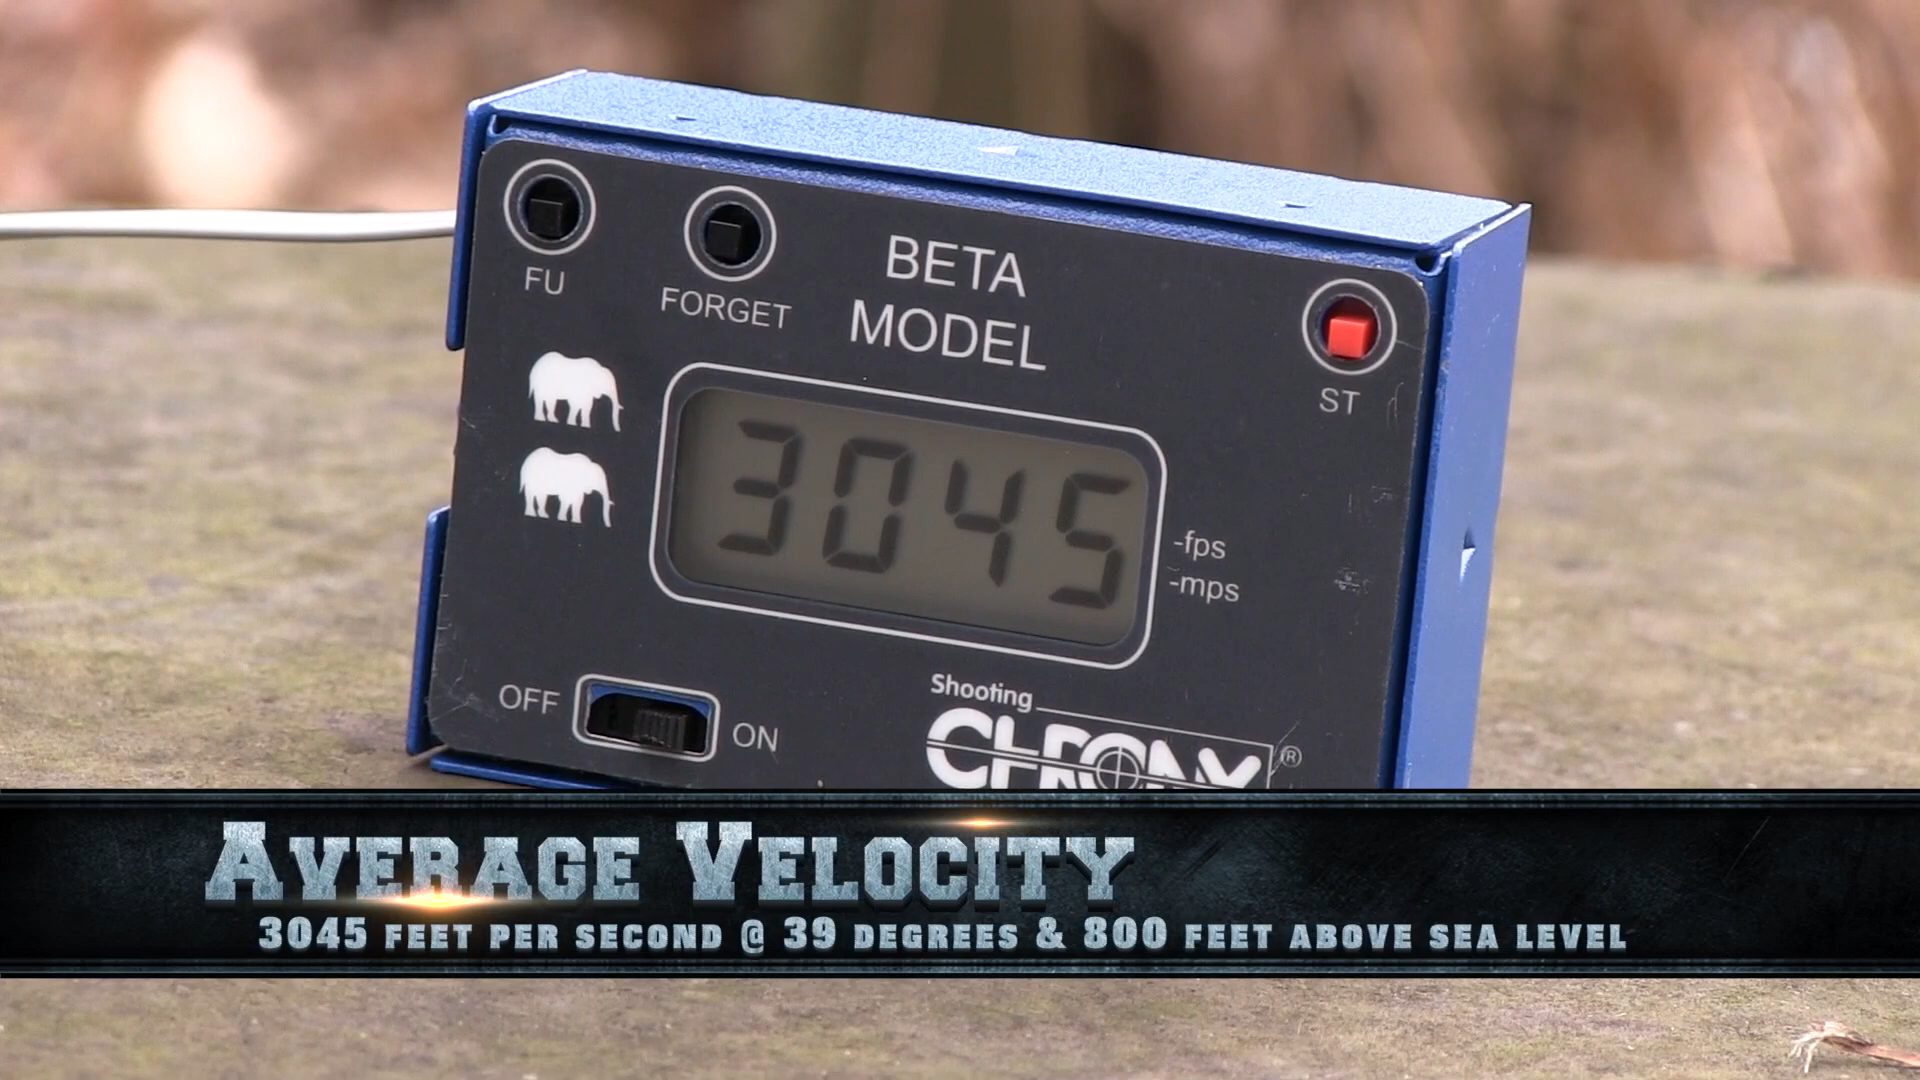 FU
FORGET
BETA
MODEL
ST
3045
-fps
-mps
OFF
ON
Shooting
CHRONY®
AVERAGE VELOCITY
3045 FEET PER SECOND @ 39 DEGREES & 800 FEET ABOVE SEA LEVEL